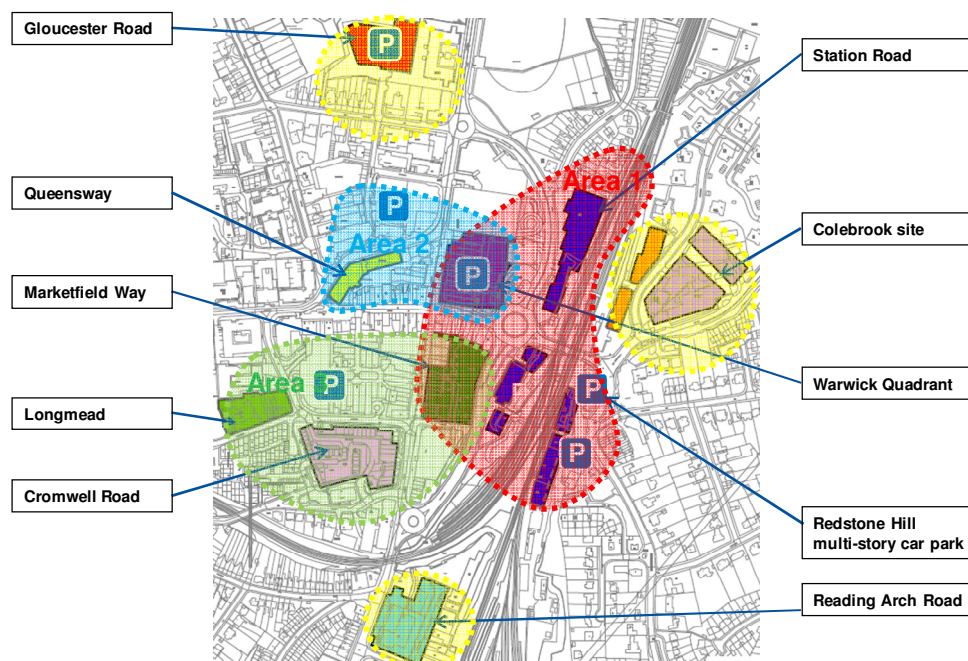 Gloucester Road
P
Station Road
Area 1
Queensway
P
Area 2
Colebrook site
P
Marketfield Way
Area
P
Warwick Quadrant
P
Longmead
P
Cromwell Road
Redstone Hill
multi-story car park
Reading Arch Road